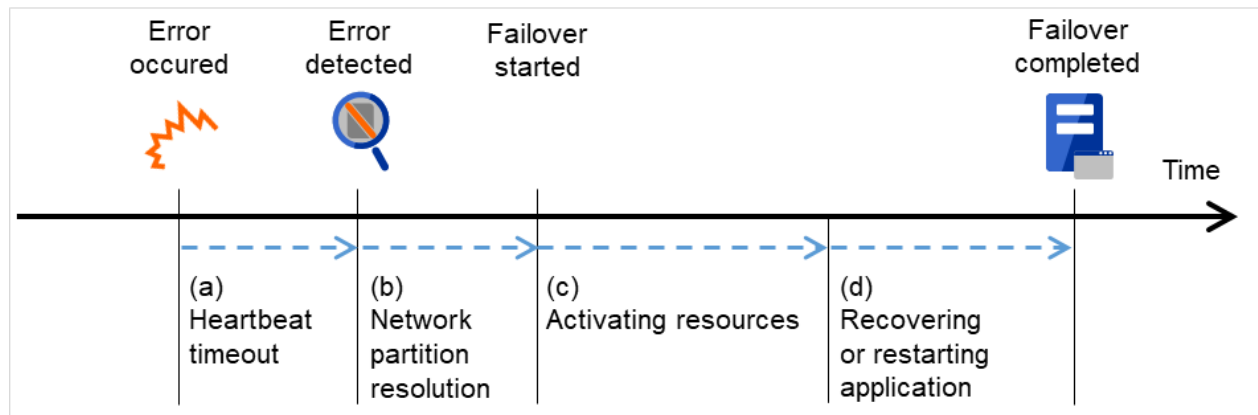 Error
occured
Error
detected
Failover
started
Failover
completed
Time
(a)
Heartbeat
timeout
(b)
Network
partition
resolution
(c)
Activating resources
(d)
Recovering
or restarting
application